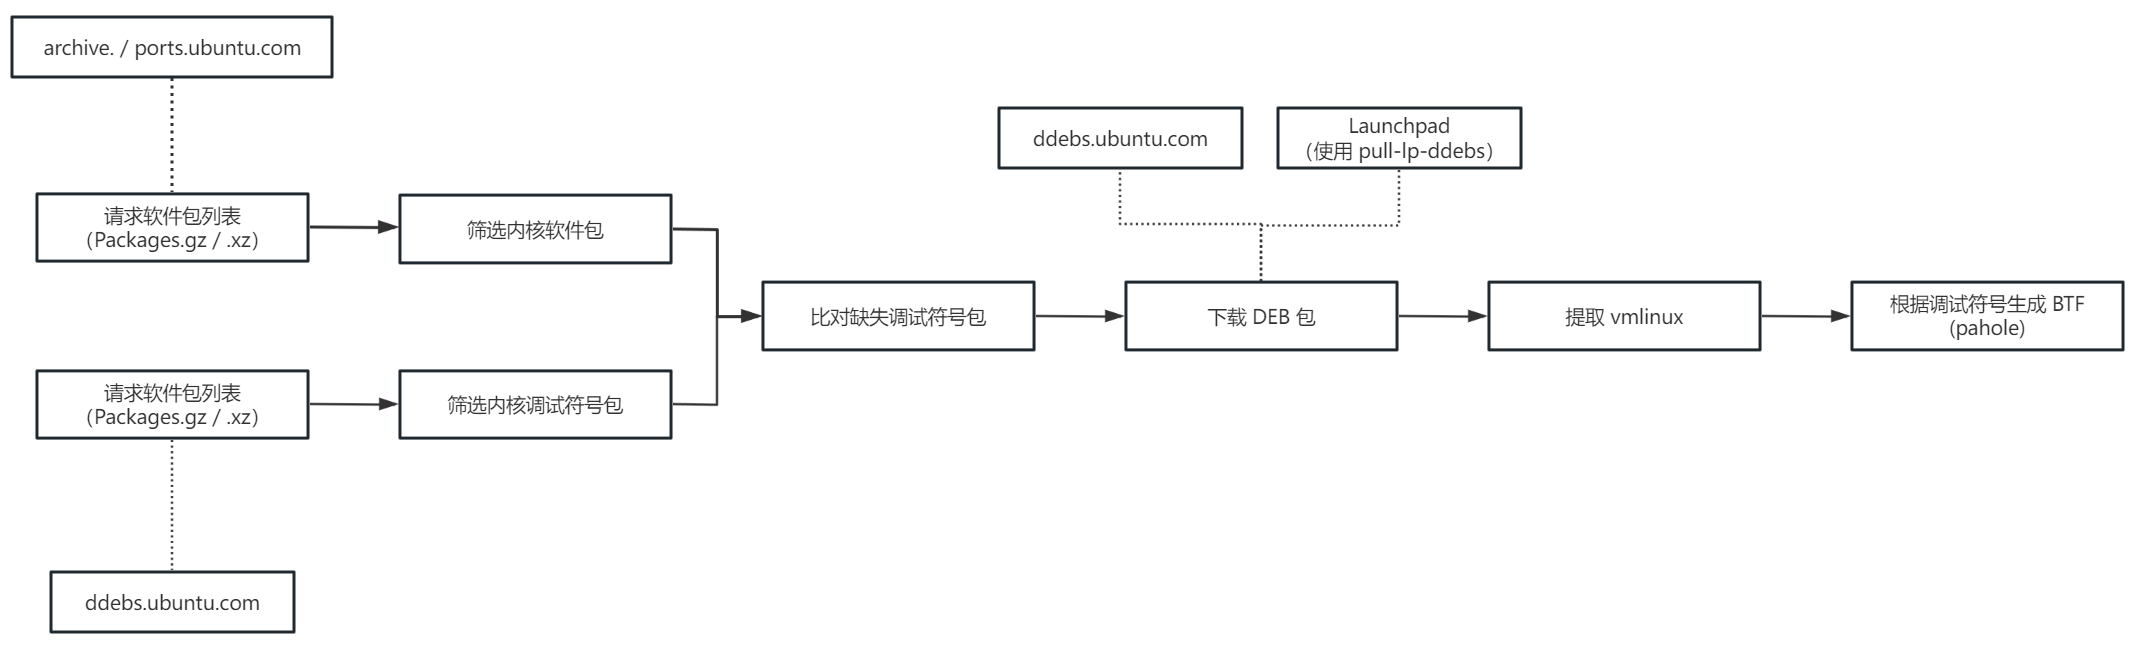 archive. / ports.ubuntu.com
请求软件包列表
（Packages.gz / .xz）
筛选内核软件包
请求软件包列表
（Packages.gz / .xz）
筛选内核调试符号包
ddebs.ubuntu.com
比对缺失调试符号包
ddebs.ubuntu.com
Launchpad
（使用 pull-lp-ddebs）
下载 DEB 包
提取 vmlinux
根据调试符号生成 BTF
(pahole)